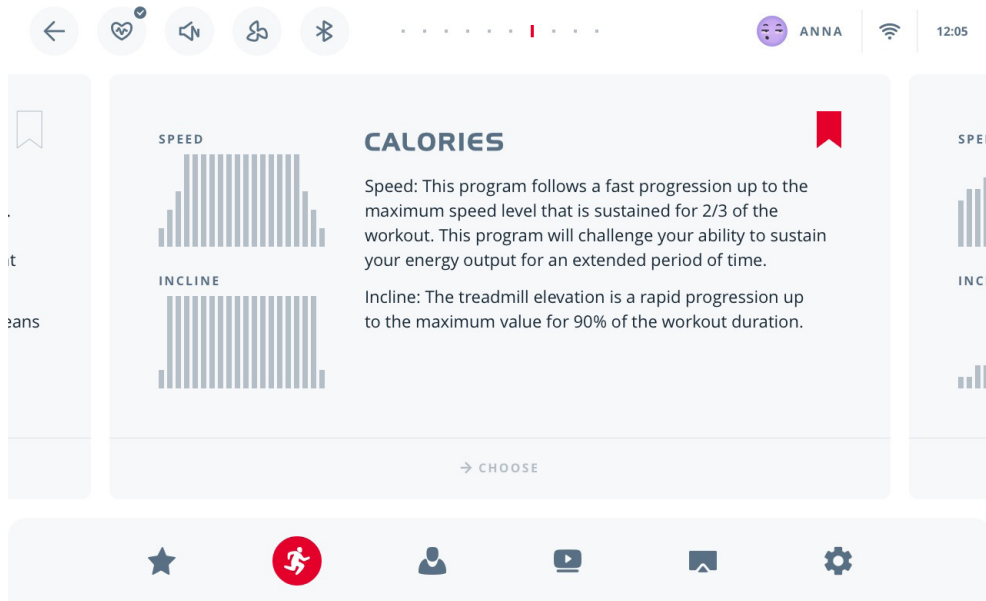 ANNA
12:05
SPEED
CALORIES
Speed: This program follows a fast progression up to the
maximum speed level that is sustained for 2/3 of the
workout. This program will challenge your ability to sustain
your energy output for an extended period of time.
INCLINE
Incline: The treadmill elevation is a rapid progression up
to the maximum value for 90% of the workout duration.
CHOOSE